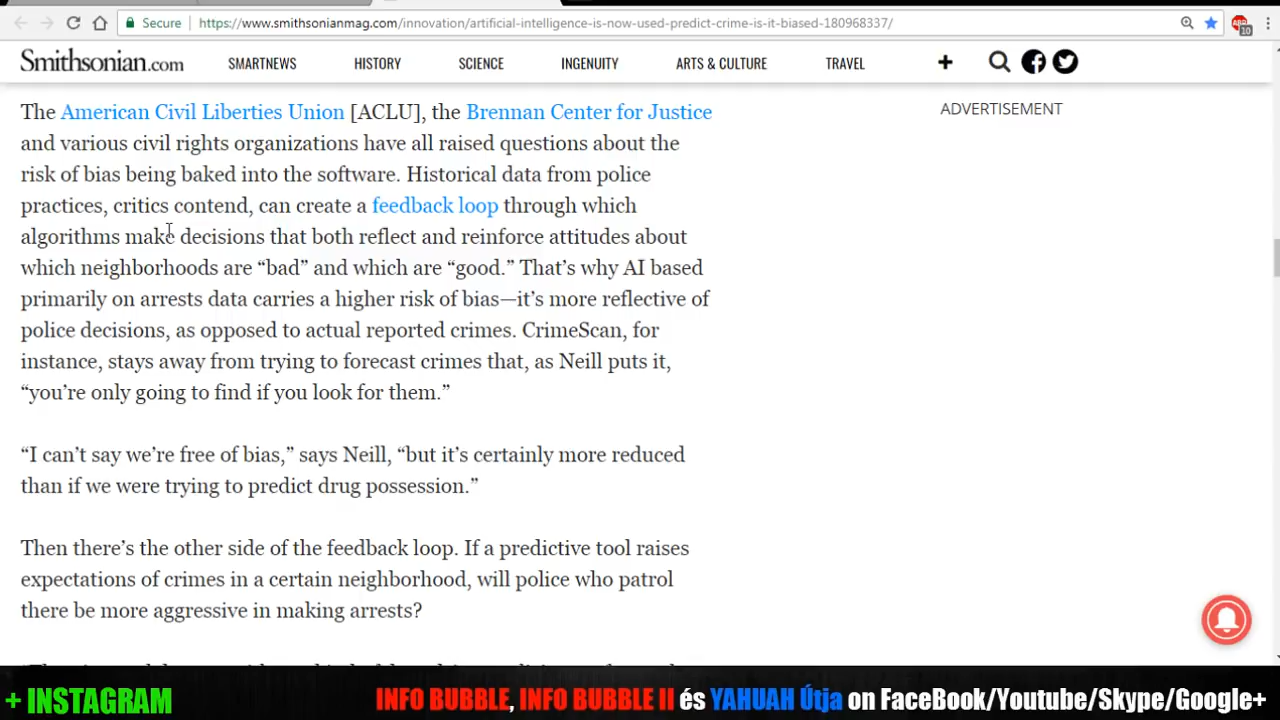 Secure https://www.smithsonianmag.com/innovation/artificial-intelligence-is-now-used-predict-crime-is-it-biased-180968337/
10
Smithsonian.com SMARTNEWS HISTORY SCIENCE INGENUITY ARTS & CULTURE TRAVEL
ADVERTISEMENT
The American Civil Liberties Union [ACLU], the Brennan Center for Justice
and various civil rights organizations have all raised questions about the
risk of bias being baked into the software. Historical data from police
practices, critics contend, can create a feedback loop through which
algorithms make decisions that both reflect and reinforce attitudes about
which neighborhoods are “bad” and which are “good.” That’s why AI based
primarily on arrests data carries a higher risk of bias—it’s more reflective of
police decisions, as opposed to actual reported crimes. CrimeScan, for
instance, stays away from trying to forecast crimes that, as Neill puts it,
“you’re only going to find if you look for them.”
“I can’t say we’re free of bias,” says Neill, “but it’s certainly more reduced
than if we were trying to predict drug possession.”
Then there’s the other side of the feedback loop. If a predictive tool raises
expectations of crimes in a certain neighborhood, will police who patrol
there be more aggressive in making arrests?
+ INSTAGRAM INFO BUBBLE, INFO BUBBLE II és YAHUAH Útja on FaceBook/Youtube/Skype/Google+